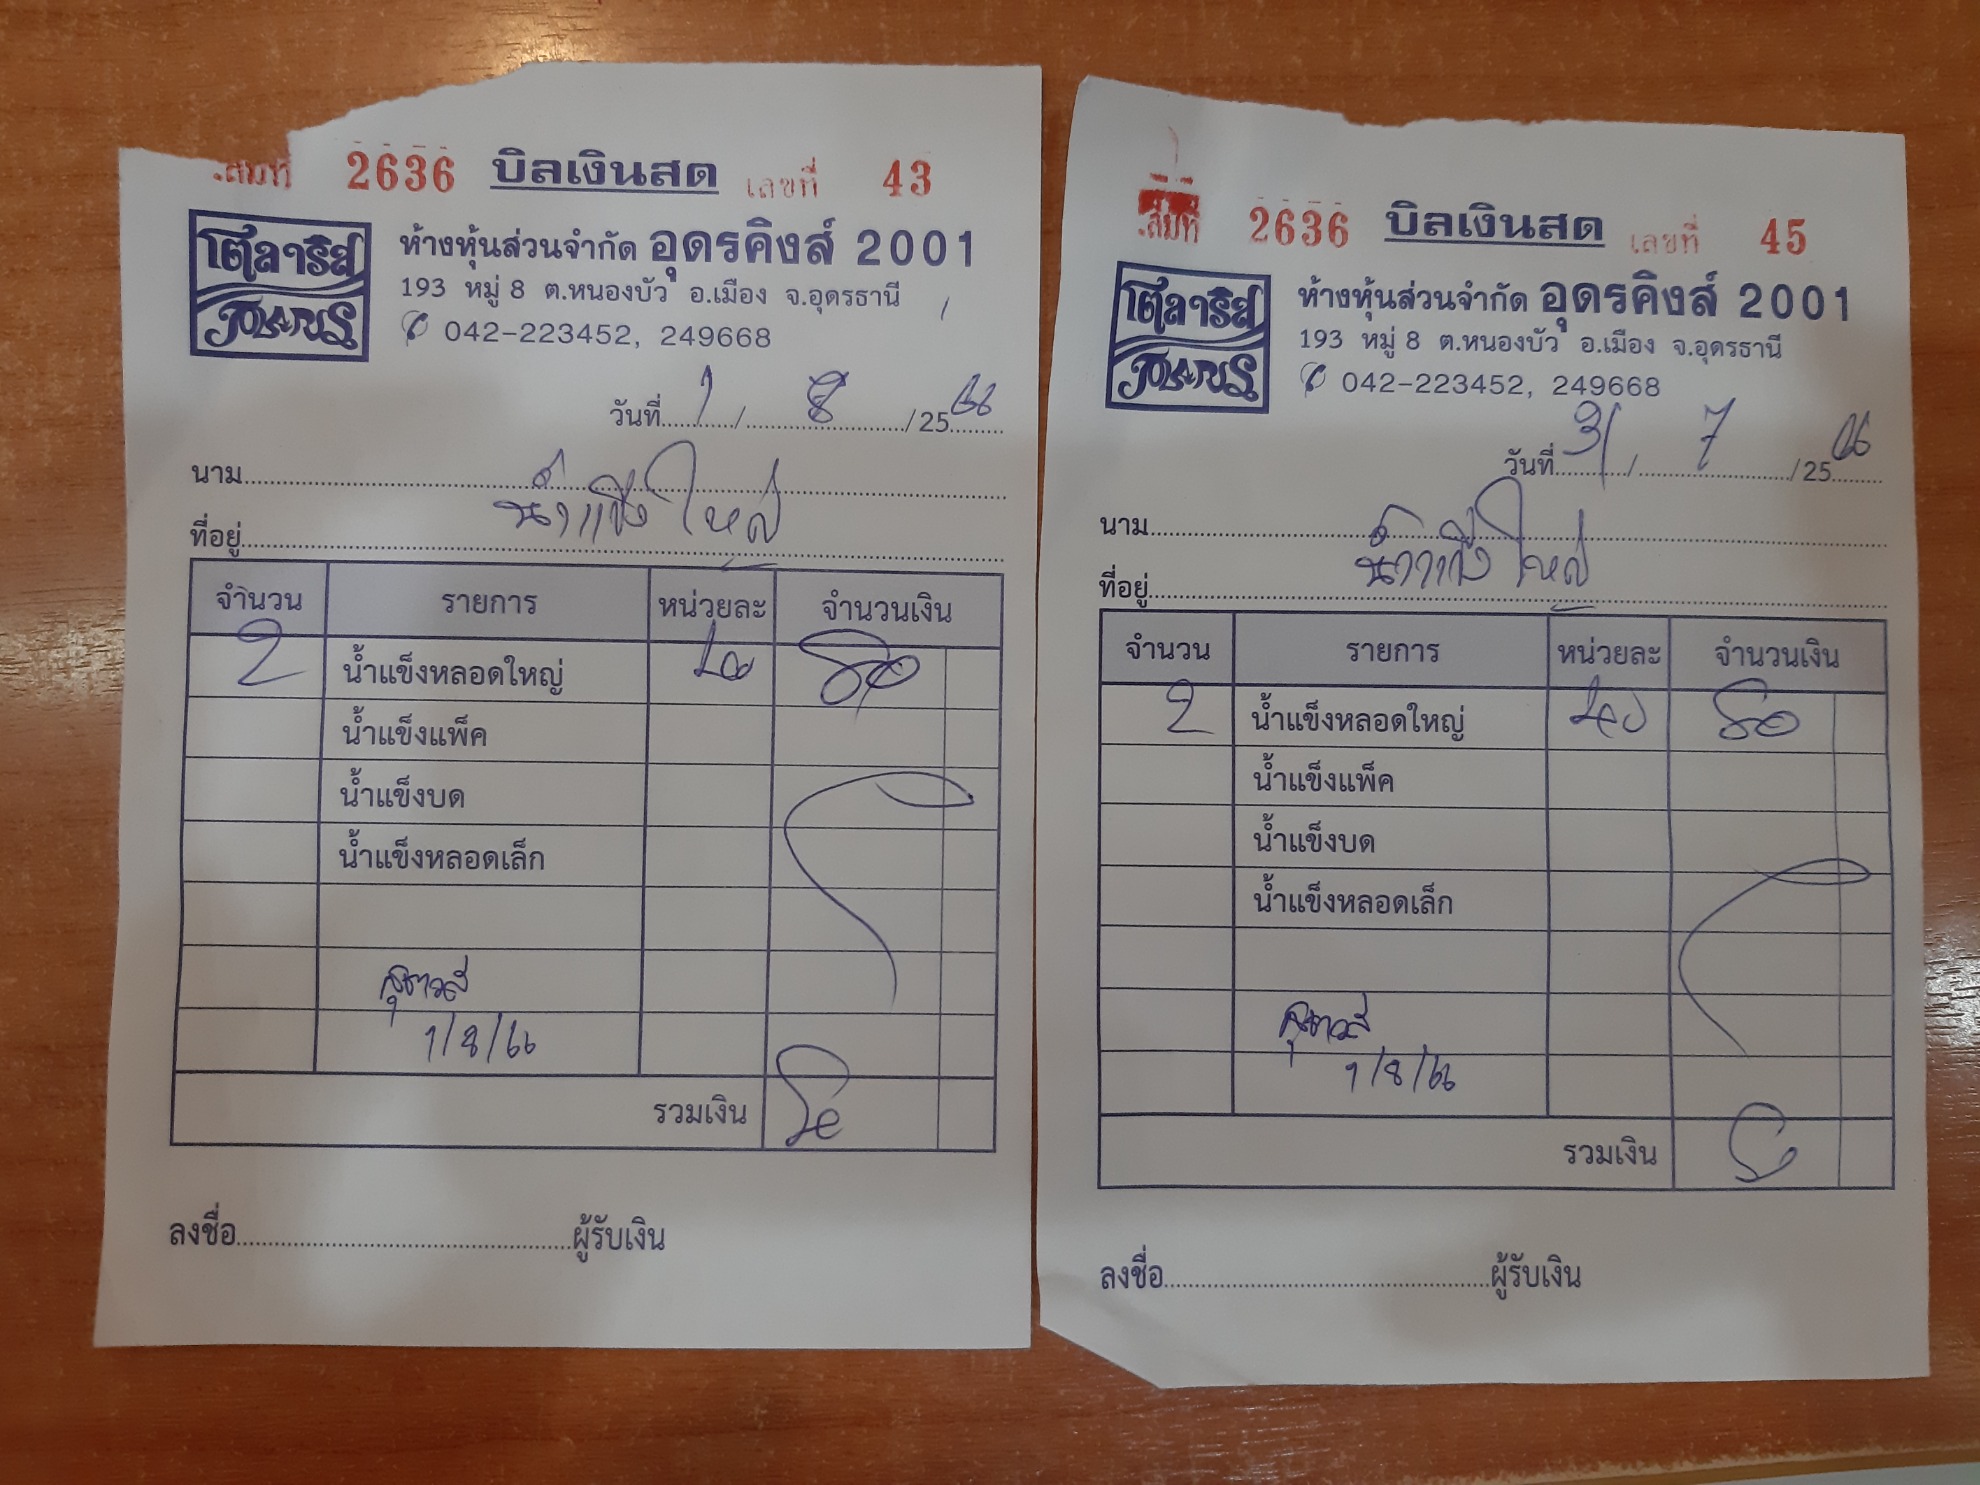 เล่มที่ 2636 บิลเงินสด เลขที่ 43
โตลาริส
TOLARIS
ห้างหุ้นส่วนจำกัด อุดรคิงส์ 2001
193 หมู่ 8 ต.หนองบัว อ.เมือง จ.อุดรธานี
042-223452, 249668
วันที่ 1 / 8 / 25 66
นาม
น้ำแข็งใหญ่
ที่อยู่
จำนวน รายการ หน่วยละ จำนวนเงิน
2 น้ำแข็งหลอดใหญ่ 40 80
น้ำแข็งแพ็ค
น้ำแข็งบด
น้ำแข็งหลอดเล็ก
สุดาวดี
1/8/66
รวมเงิน 80
ลงชื่อ ผู้รับเงิน
เล่มที่ 2636 บิลเงินสด เลขที่ 45
โตลาริส
TOLARIS
ห้างหุ้นส่วนจำกัด อุดรคิงส์ 2001
193 หมู่ 8 ต.หนองบัว อ.เมือง จ.อุดรธานี
042-223452, 249668
วันที่ 31 / 7 / 25 66
นาม
น้ำแข็งใหญ่
ที่อยู่
จำนวน รายการ หน่วยละ จำนวนเงิน
2 น้ำแข็งหลอดใหญ่ 40 80
น้ำแข็งแพ็ค
น้ำแข็งบด
น้ำแข็งหลอดเล็ก
สุดาวดี
1/8/66
รวมเงิน 80
ลงชื่อ ผู้รับเงิน